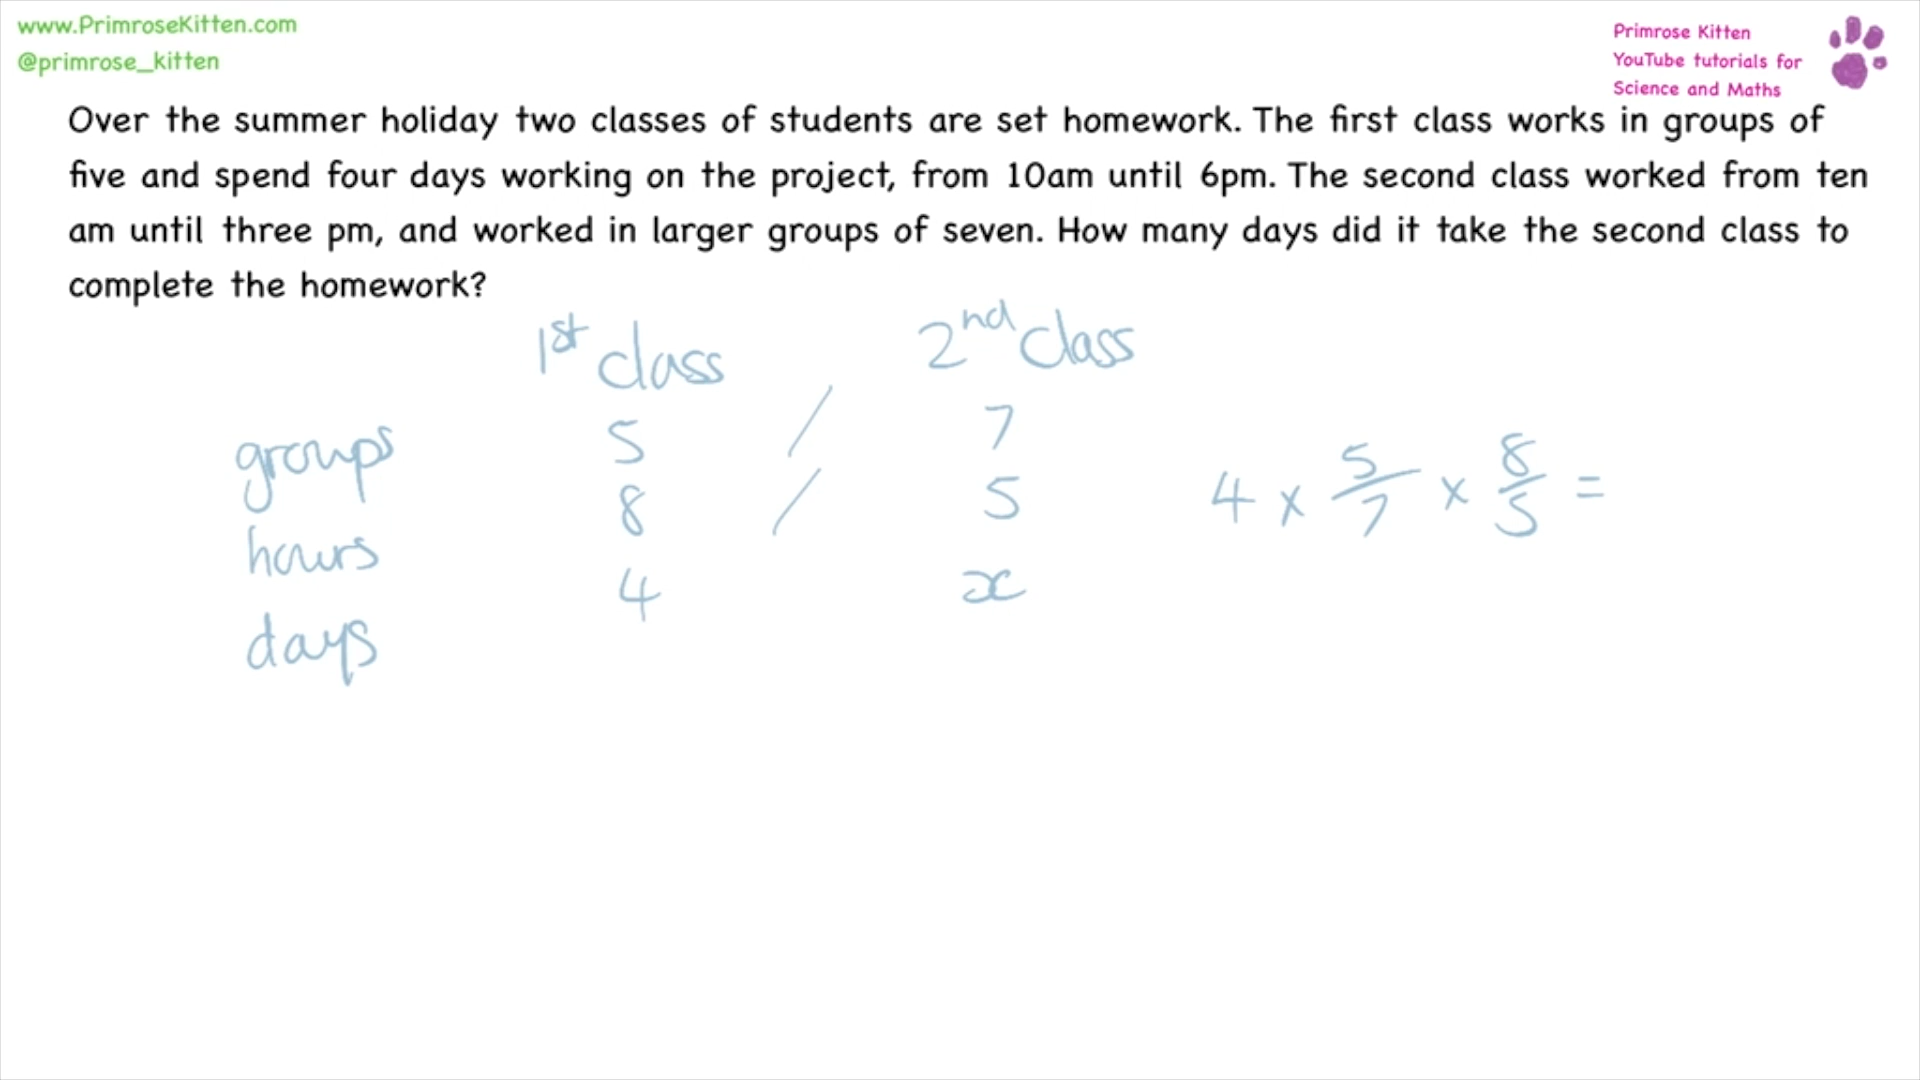 www.PrimroseKitten.com
@primrose_kitten
Primrose Kitten
YouTube tutorials for
Science and Maths
Over the summer holiday two classes of students are set homework. The first class works in groups of
five and spend four days working on the project, from 10am until 6pm. The second class worked from ten
am until three pm, and worked in larger groups of seven. How many days did it take the second class to
complete the homework?
1st class 2nd class
groups 5 / 7
hours 8 / 5
days 4 x
4 x 5/7 x 8/5 =